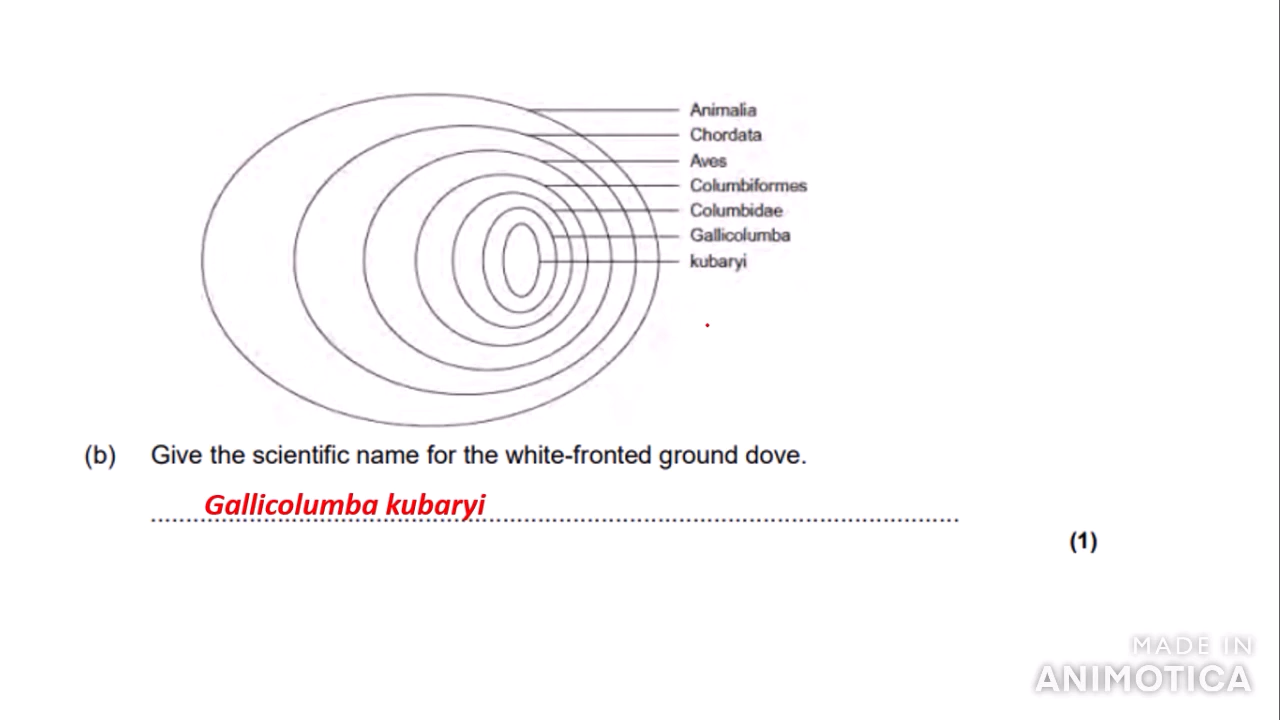 Animalia
Chordata
Aves
Columbiformes
Columbidae
Gallicolumba
kubaryi
(b) Give the scientific name for the white-fronted ground dove.
Gallicolumba kubaryi
(1)
MADE IN
ANIMOTICA